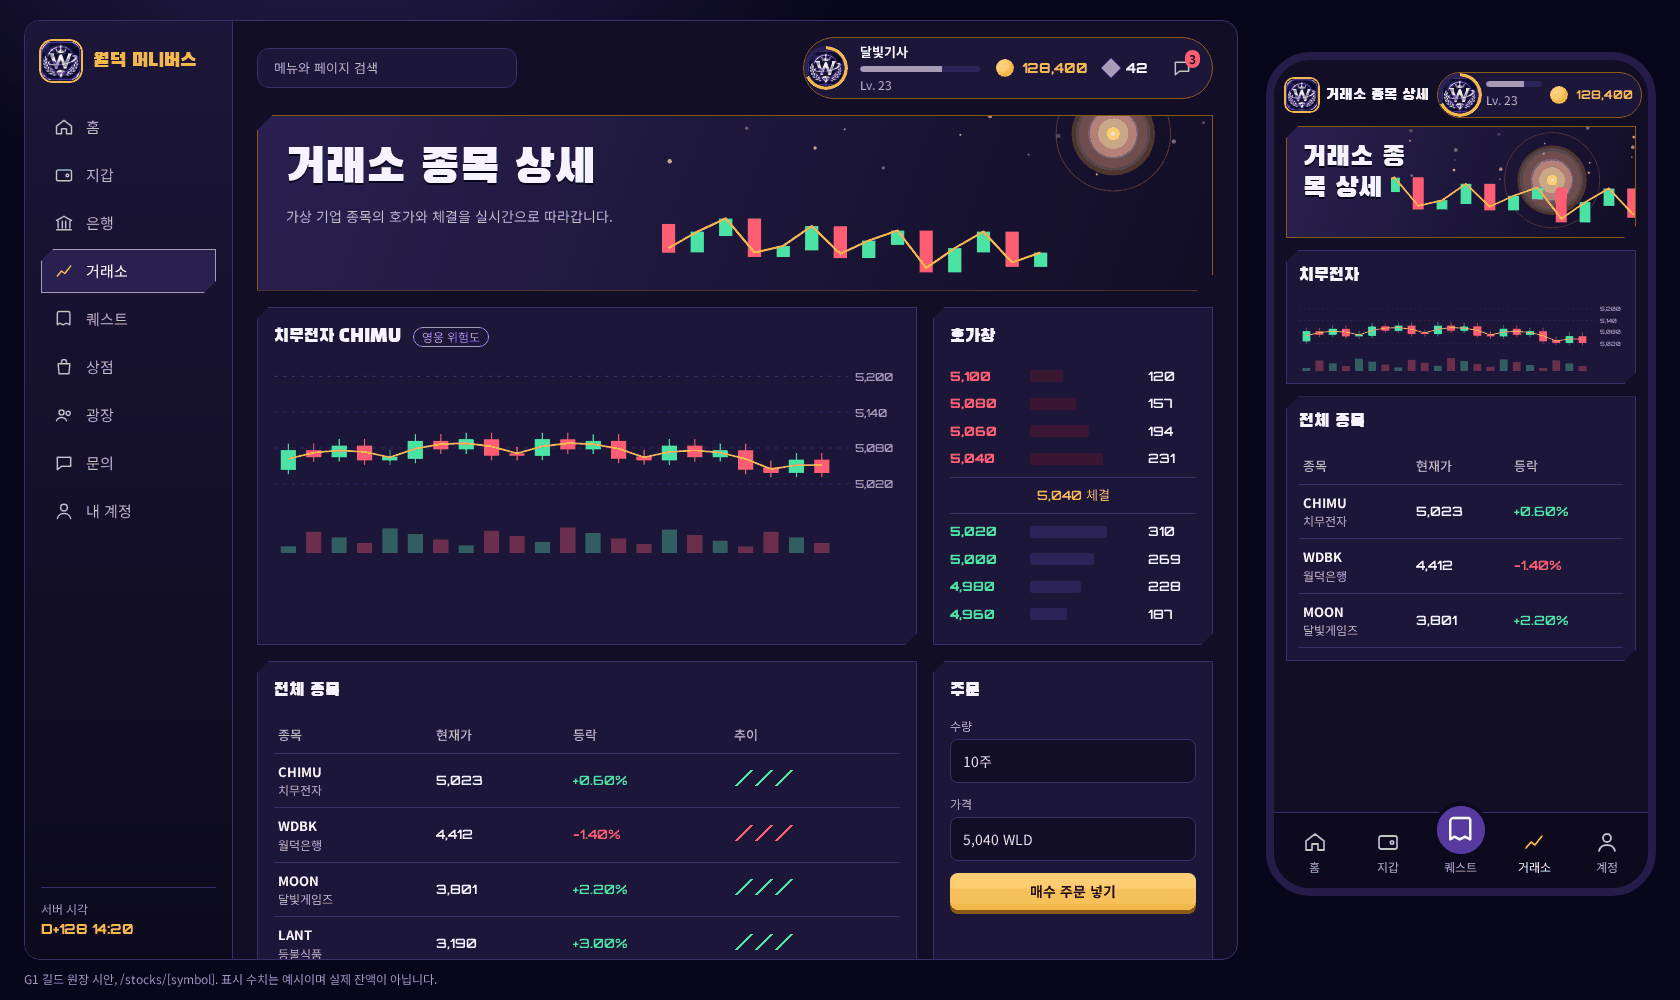 월덕 머니버스
홈
지갑
은행
거래소
퀘스트
상점
광장
문의
내 계정
서버 시각
D+128 14:20
메뉴와 페이지 검색
W
달빛기사
Lv. 23
128,400
42
3
거래소 종목 상세
가상 기업 종목의 호가와 체결을 실시간으로 따라갑니다.
치무전자 CHIMU
영웅 위험도
5,200
5,140
5,080
5,020
호가창
5,100 120
5,080 157
5,060 194
5,040 231
5,040 체결
5,020 310
5,000 269
4,980 228
4,960 187
전체 종목
종목 현재가 등락 추이
CHIMU
치무전자
5,023 +0.60%
WDBK
월덕은행
4,412 -1.40%
MOON
달빛게임즈
3,801 +2.20%
LANT
등불식품
3,190 +3.00%
주문
수량
10주
가격
5,040 WLD
매수 주문 넣기
W
거래소 종목 상세
W
Lv. 23
128,400
거래소 종
목 상세
치무전자
5,200
5,140
5,080
5,020
전체 종목
종목 현재가 등락
CHIMU
치무전자
5,023 +0.60%
WDBK
월덕은행
4,412 -1.40%
MOON
달빛게임즈
3,801 +2.20%
홈
지갑
퀘스트
거래소
계정
G1 길드 원장 시안, /stocks/[symbol]. 표시 수치는 예시이며 실제 잔액이 아닙니다.